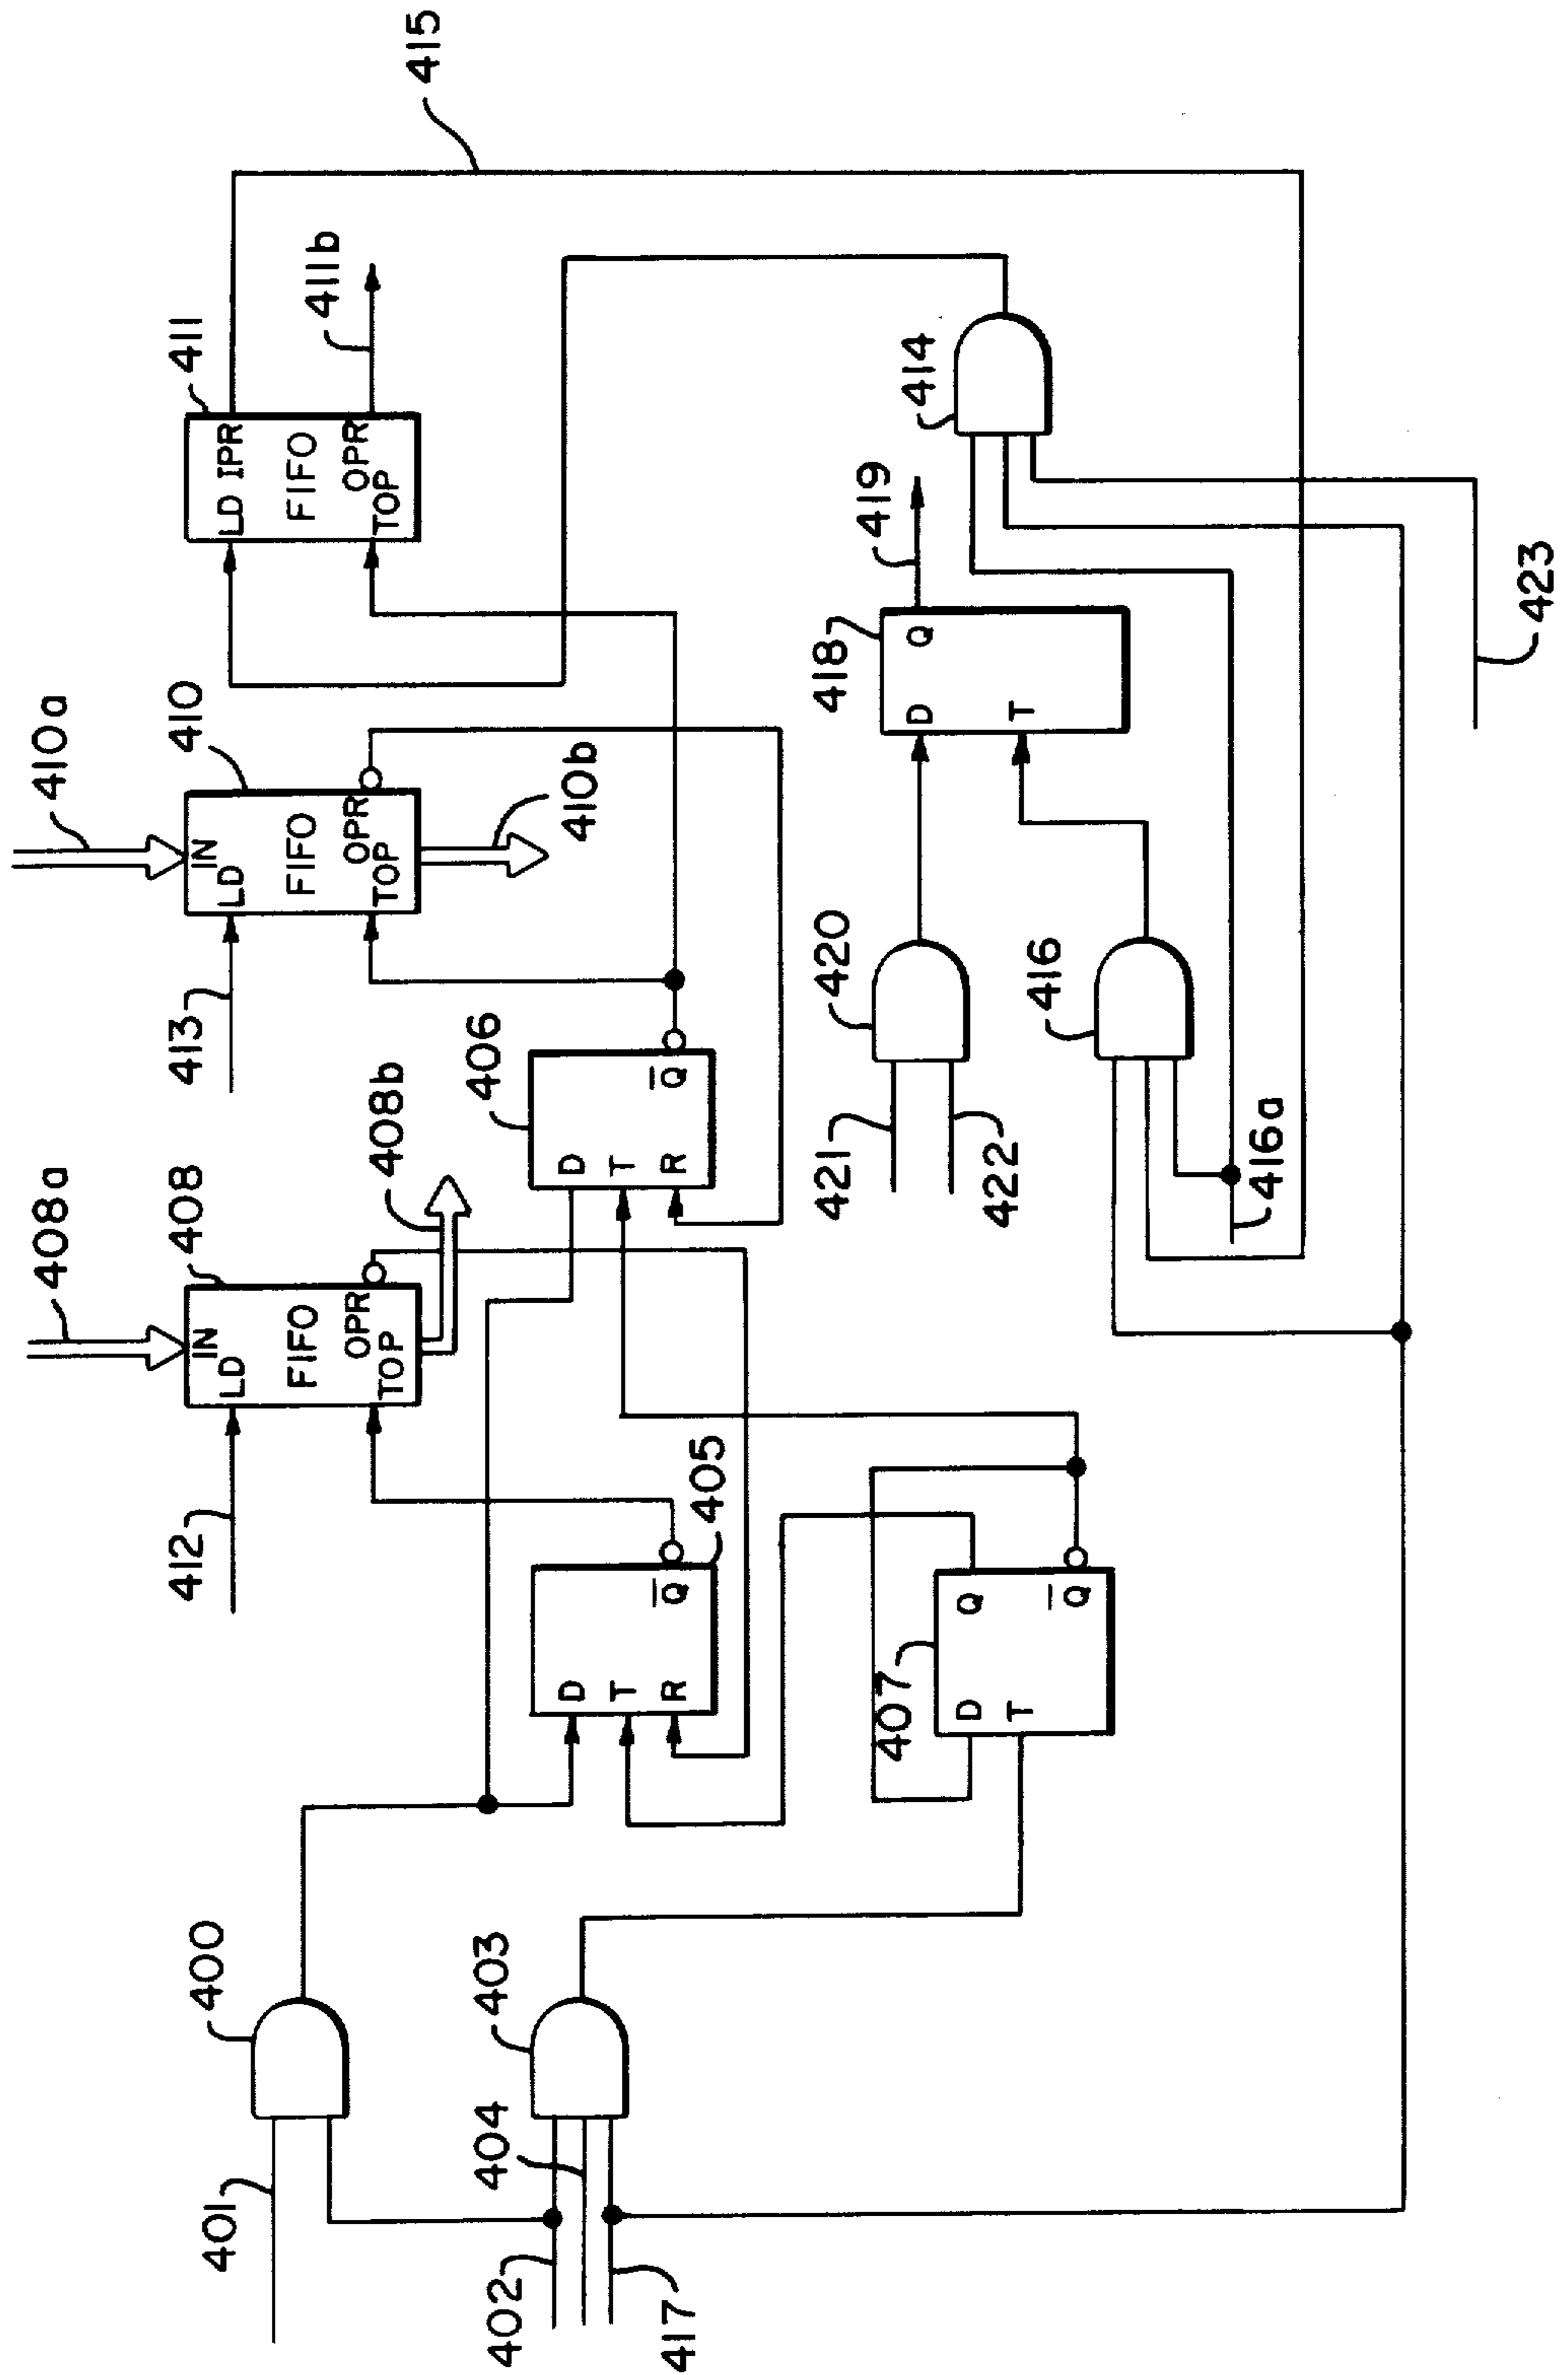 408a
410a
412
408
IN
LD
FIFO
OPR
TOP
408b
413
410
IN
LD
FIFO
OPR
TOP
410b
411
LD IPR
FIFO
OPR
TOP
411b
415
400
401
405
D
T
R
Q̅
406
D
T
R
Q̅
402
404
403
417
407
D
T
Q
Q̅
421
422
420
416
416a
418
D
T
Q
419
414
423